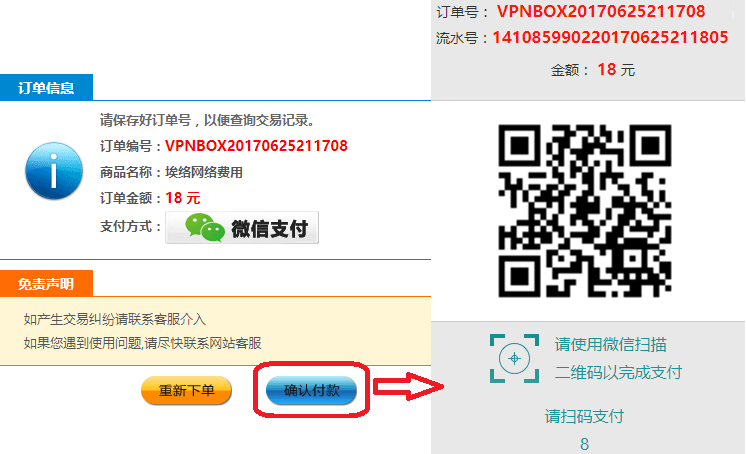 订单信息
请保存好订单号，以便查询交易记录。
订单编号：VPNBOX20170625211708
商品名称：埃络网络费用
订单金额：18 元
支付方式：微信支付
免责声明
如产生交易纠纷请联系客服介入
如果您遇到使用问题,请尽快联系网站客服
重新下单
确认付款
订单号： VPNBOX20170625211708
流水号：141085990220170625211805
金额： 18 元
请使用微信扫描
二维码以完成支付
请扫码支付
8